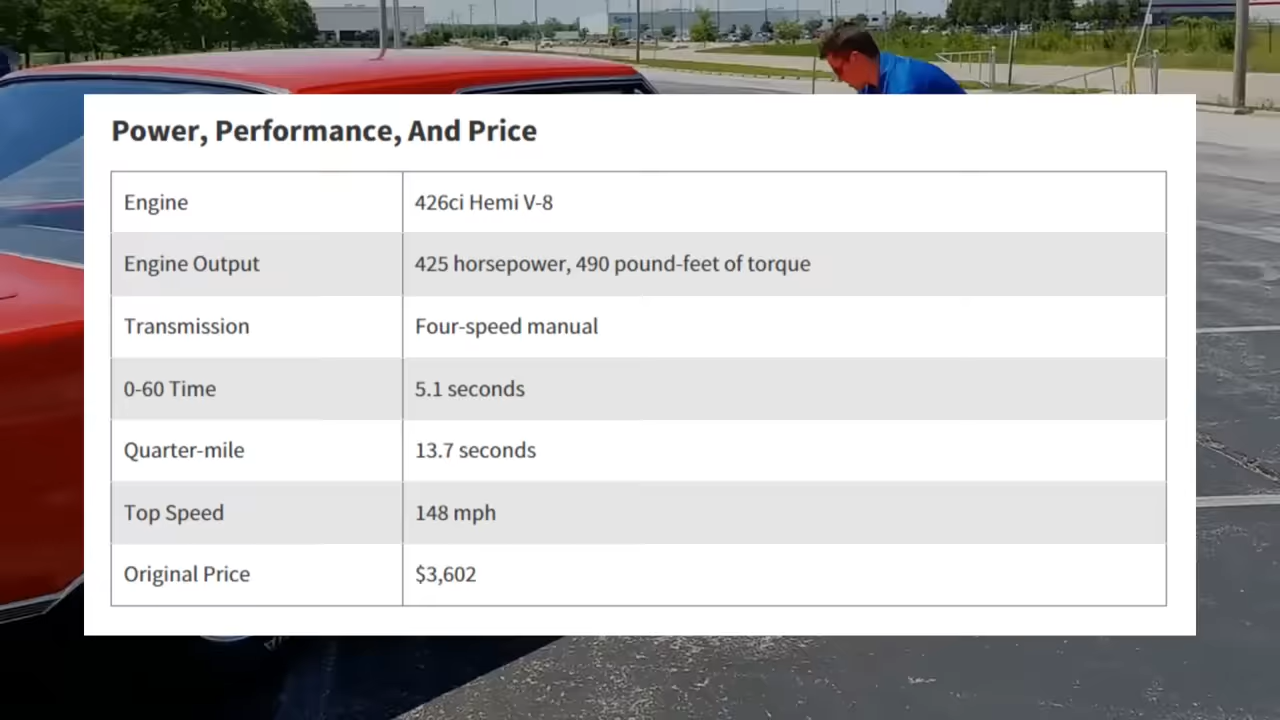 Power, Performance, And Price
Engine 426ci Hemi V-8
Engine Output 425 horsepower, 490 pound-feet of torque
Transmission Four-speed manual
0-60 Time 5.1 seconds
Quarter-mile 13.7 seconds
Top Speed 148 mph
Original Price $3,602